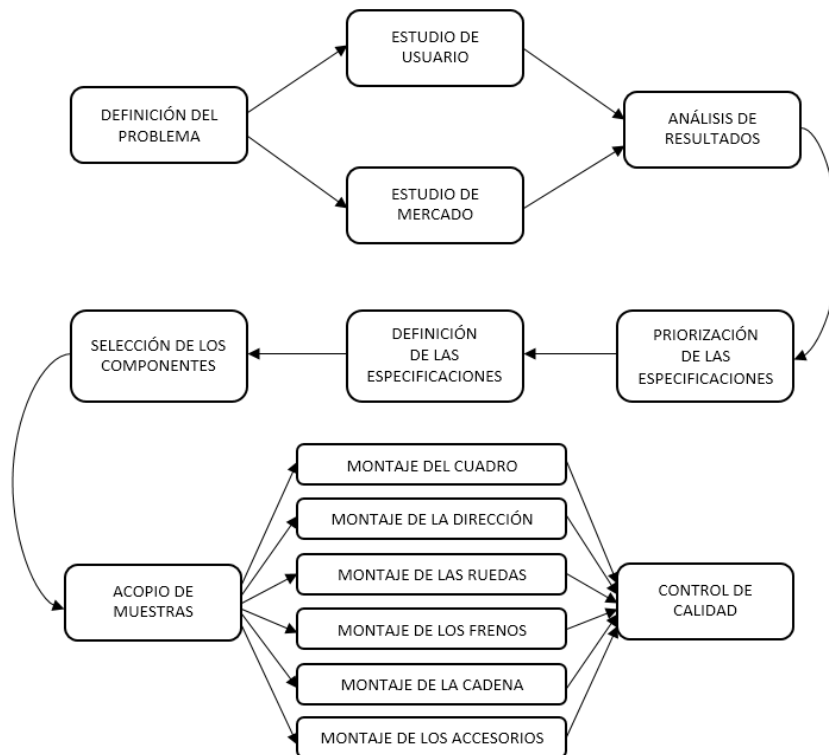 ESTUDIO DE
USUARIO
DEFINICIÓN DEL
PROBLEMA
ANÁLISIS DE
RESULTADOS
ESTUDIO DE
MERCADO
SELECCIÓN DE LOS
COMPONENTES
DEFINICIÓN
DE LAS
ESPECIFICACIONES
PRIORIZACIÓN
DE LAS
ESPECIFICACIONES
MONTAJE DEL CUADRO
MONTAJE DE LA DIRECCIÓN
MONTAJE DE LAS RUEDAS
ACOPIO DE
MUESTRAS
CONTROL DE
CALIDAD
MONTAJE DE LOS FRENOS
MONTAJE DE LA CADENA
MONTAJE DE LOS ACCESORIOS